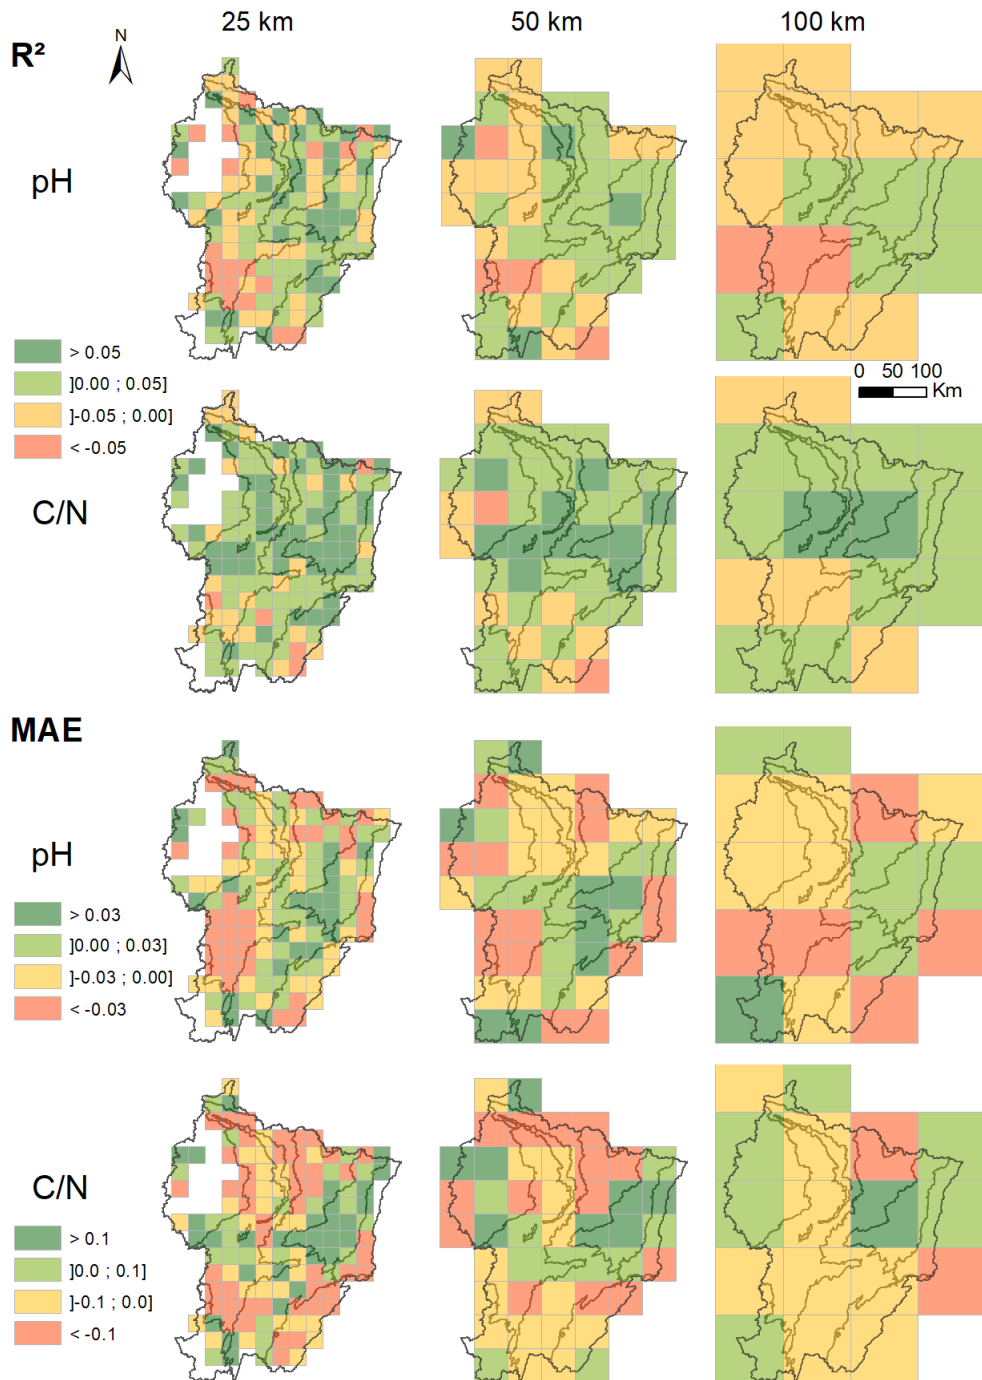 25 km
50 km
100 km
R²
N
pH
> 0.05
]0.00 ; 0.05]
]-0.05 ; 0.00]
< -0.05
0 50 100
Km
C/N
MAE
pH
> 0.03
]0.00 ; 0.03]
]-0.03 ; 0.00]
< -0.03
C/N
> 0.1
]0.0 ; 0.1]
]-0.1 ; 0.0]
< -0.1